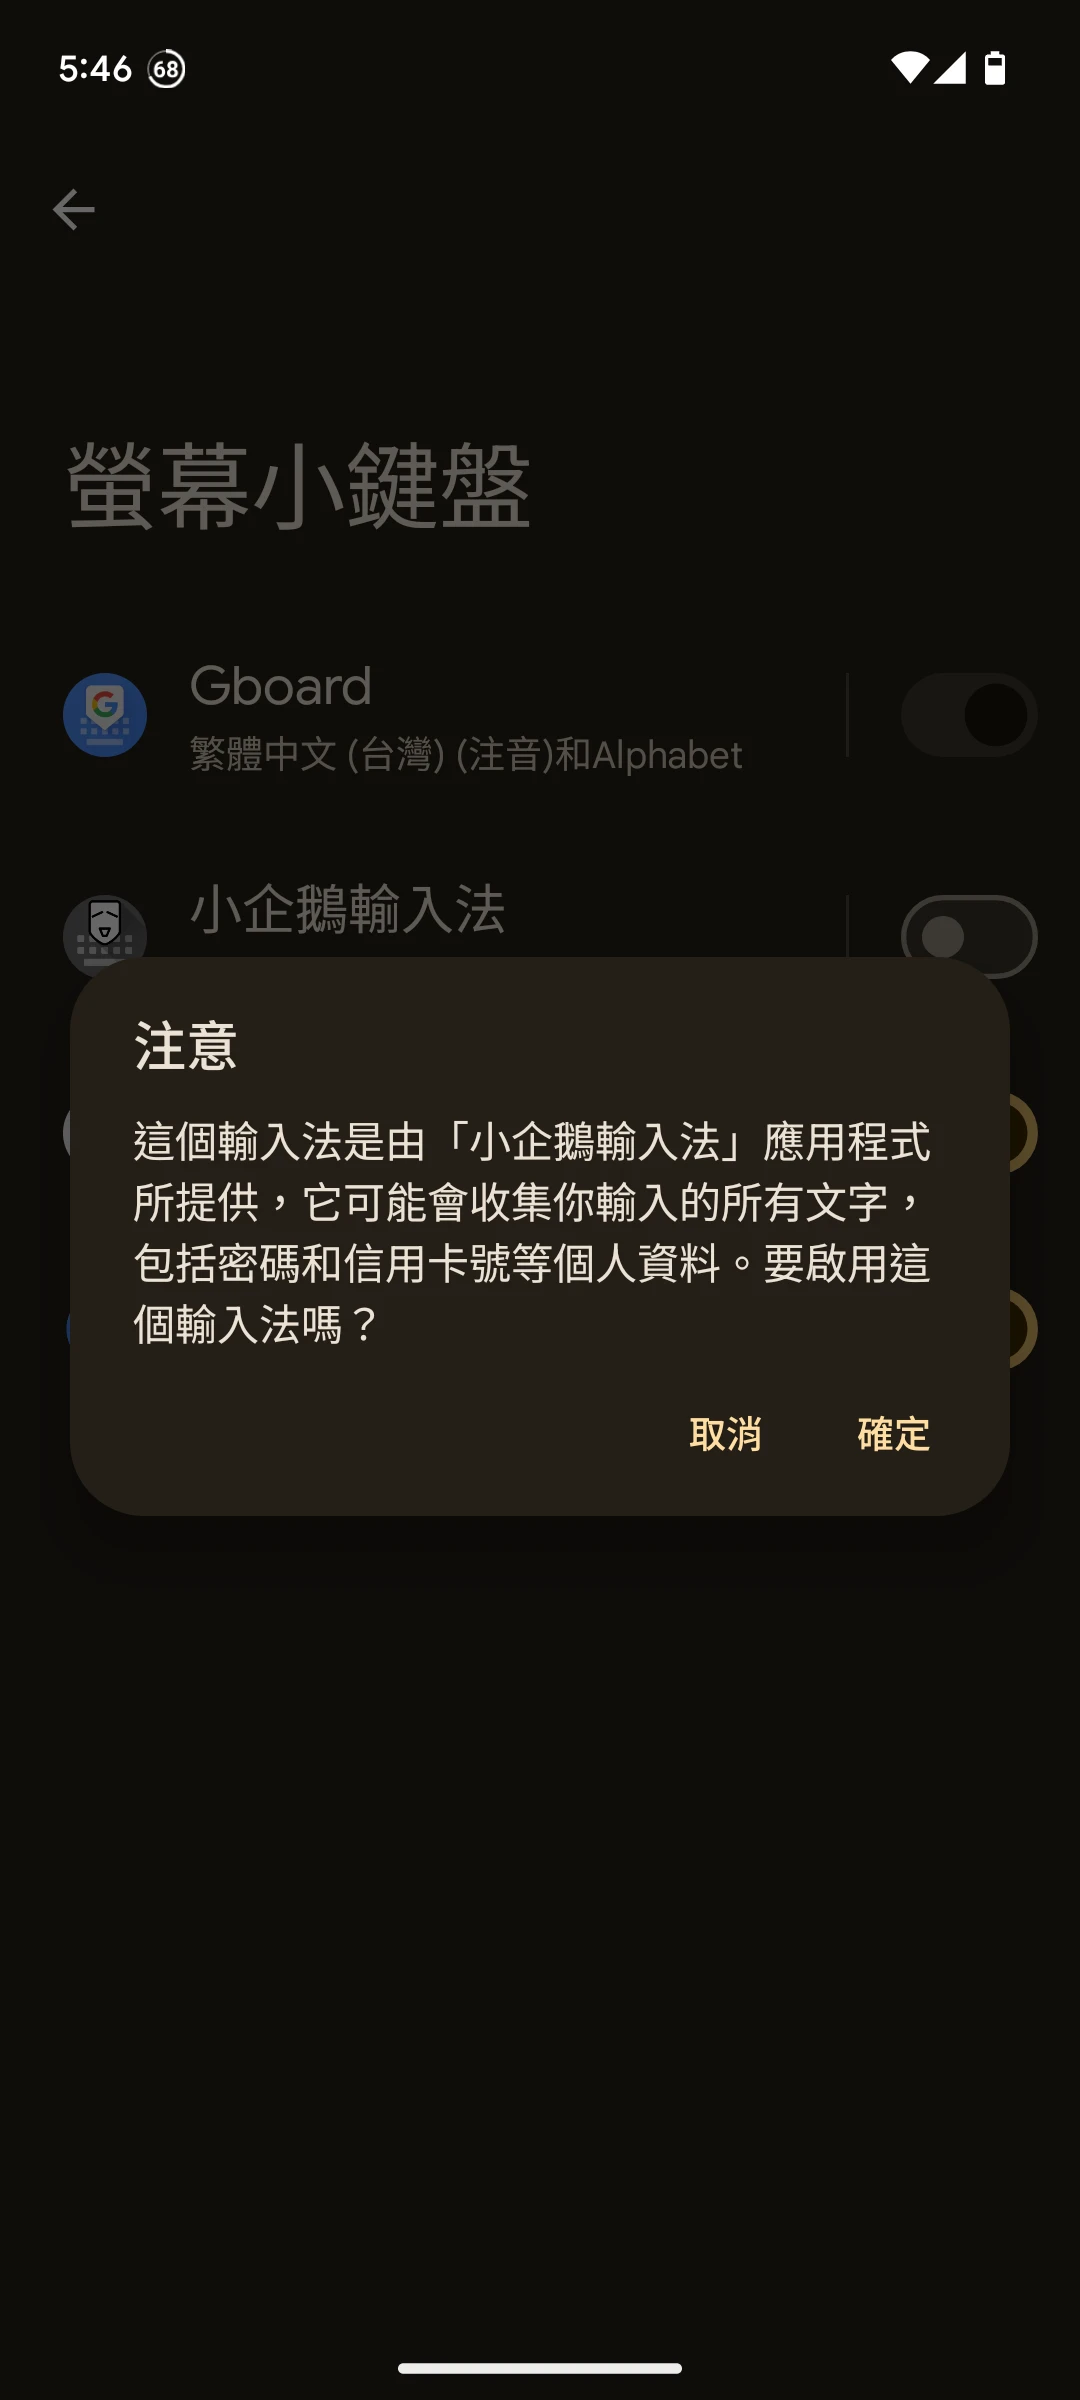 5:46
68
螢幕小鍵盤
Gboard
繁體中文 (台灣) (注音)和Alphabet
小企鵝輸入法
注意
這個輸入法是由「小企鵝輸入法」應用程式
所提供，它可能會收集你輸入的所有文字，
包括密碼和信用卡號等個人資料。要啟用這
個輸入法嗎？
取消
確定